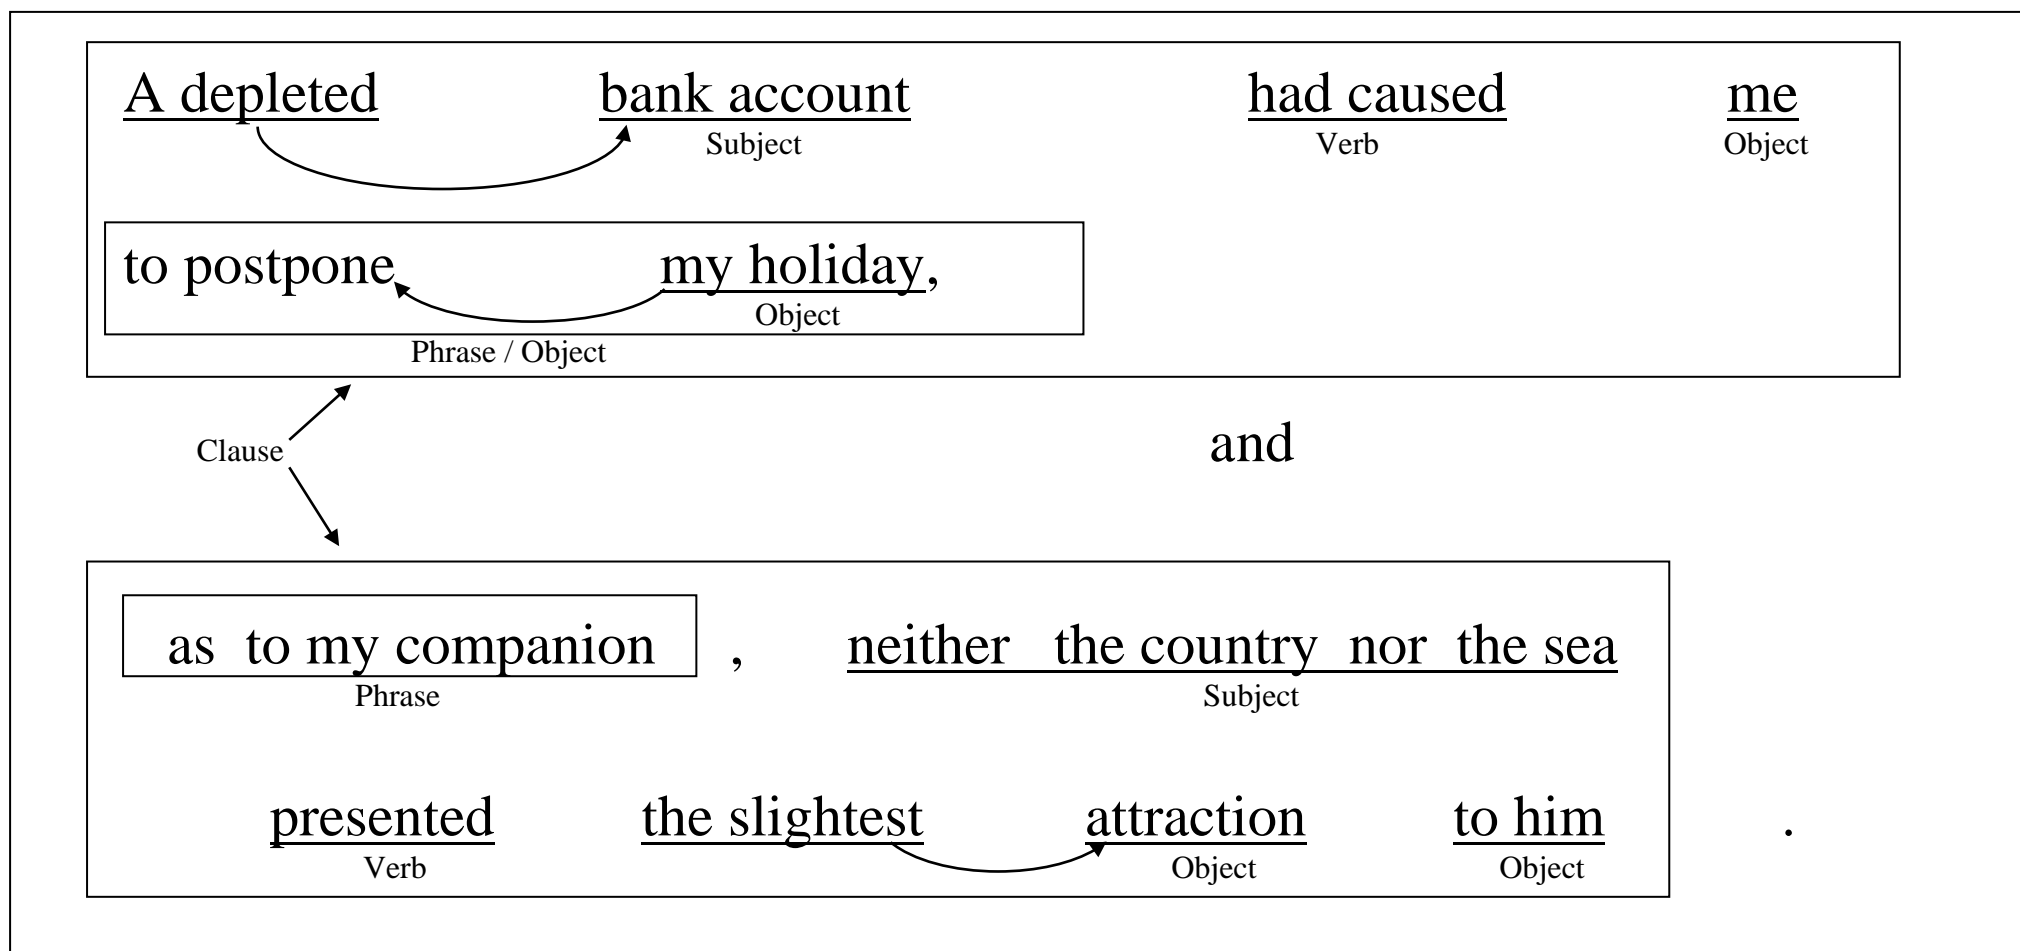 A depleted bank account had caused me
Subject Verb Object
to postpone my holiday,
Object
Phrase / Object
Clause
and
as to my companion , neither the country nor the sea
Phrase Subject
presented the slightest attraction to him .
Verb Object Object